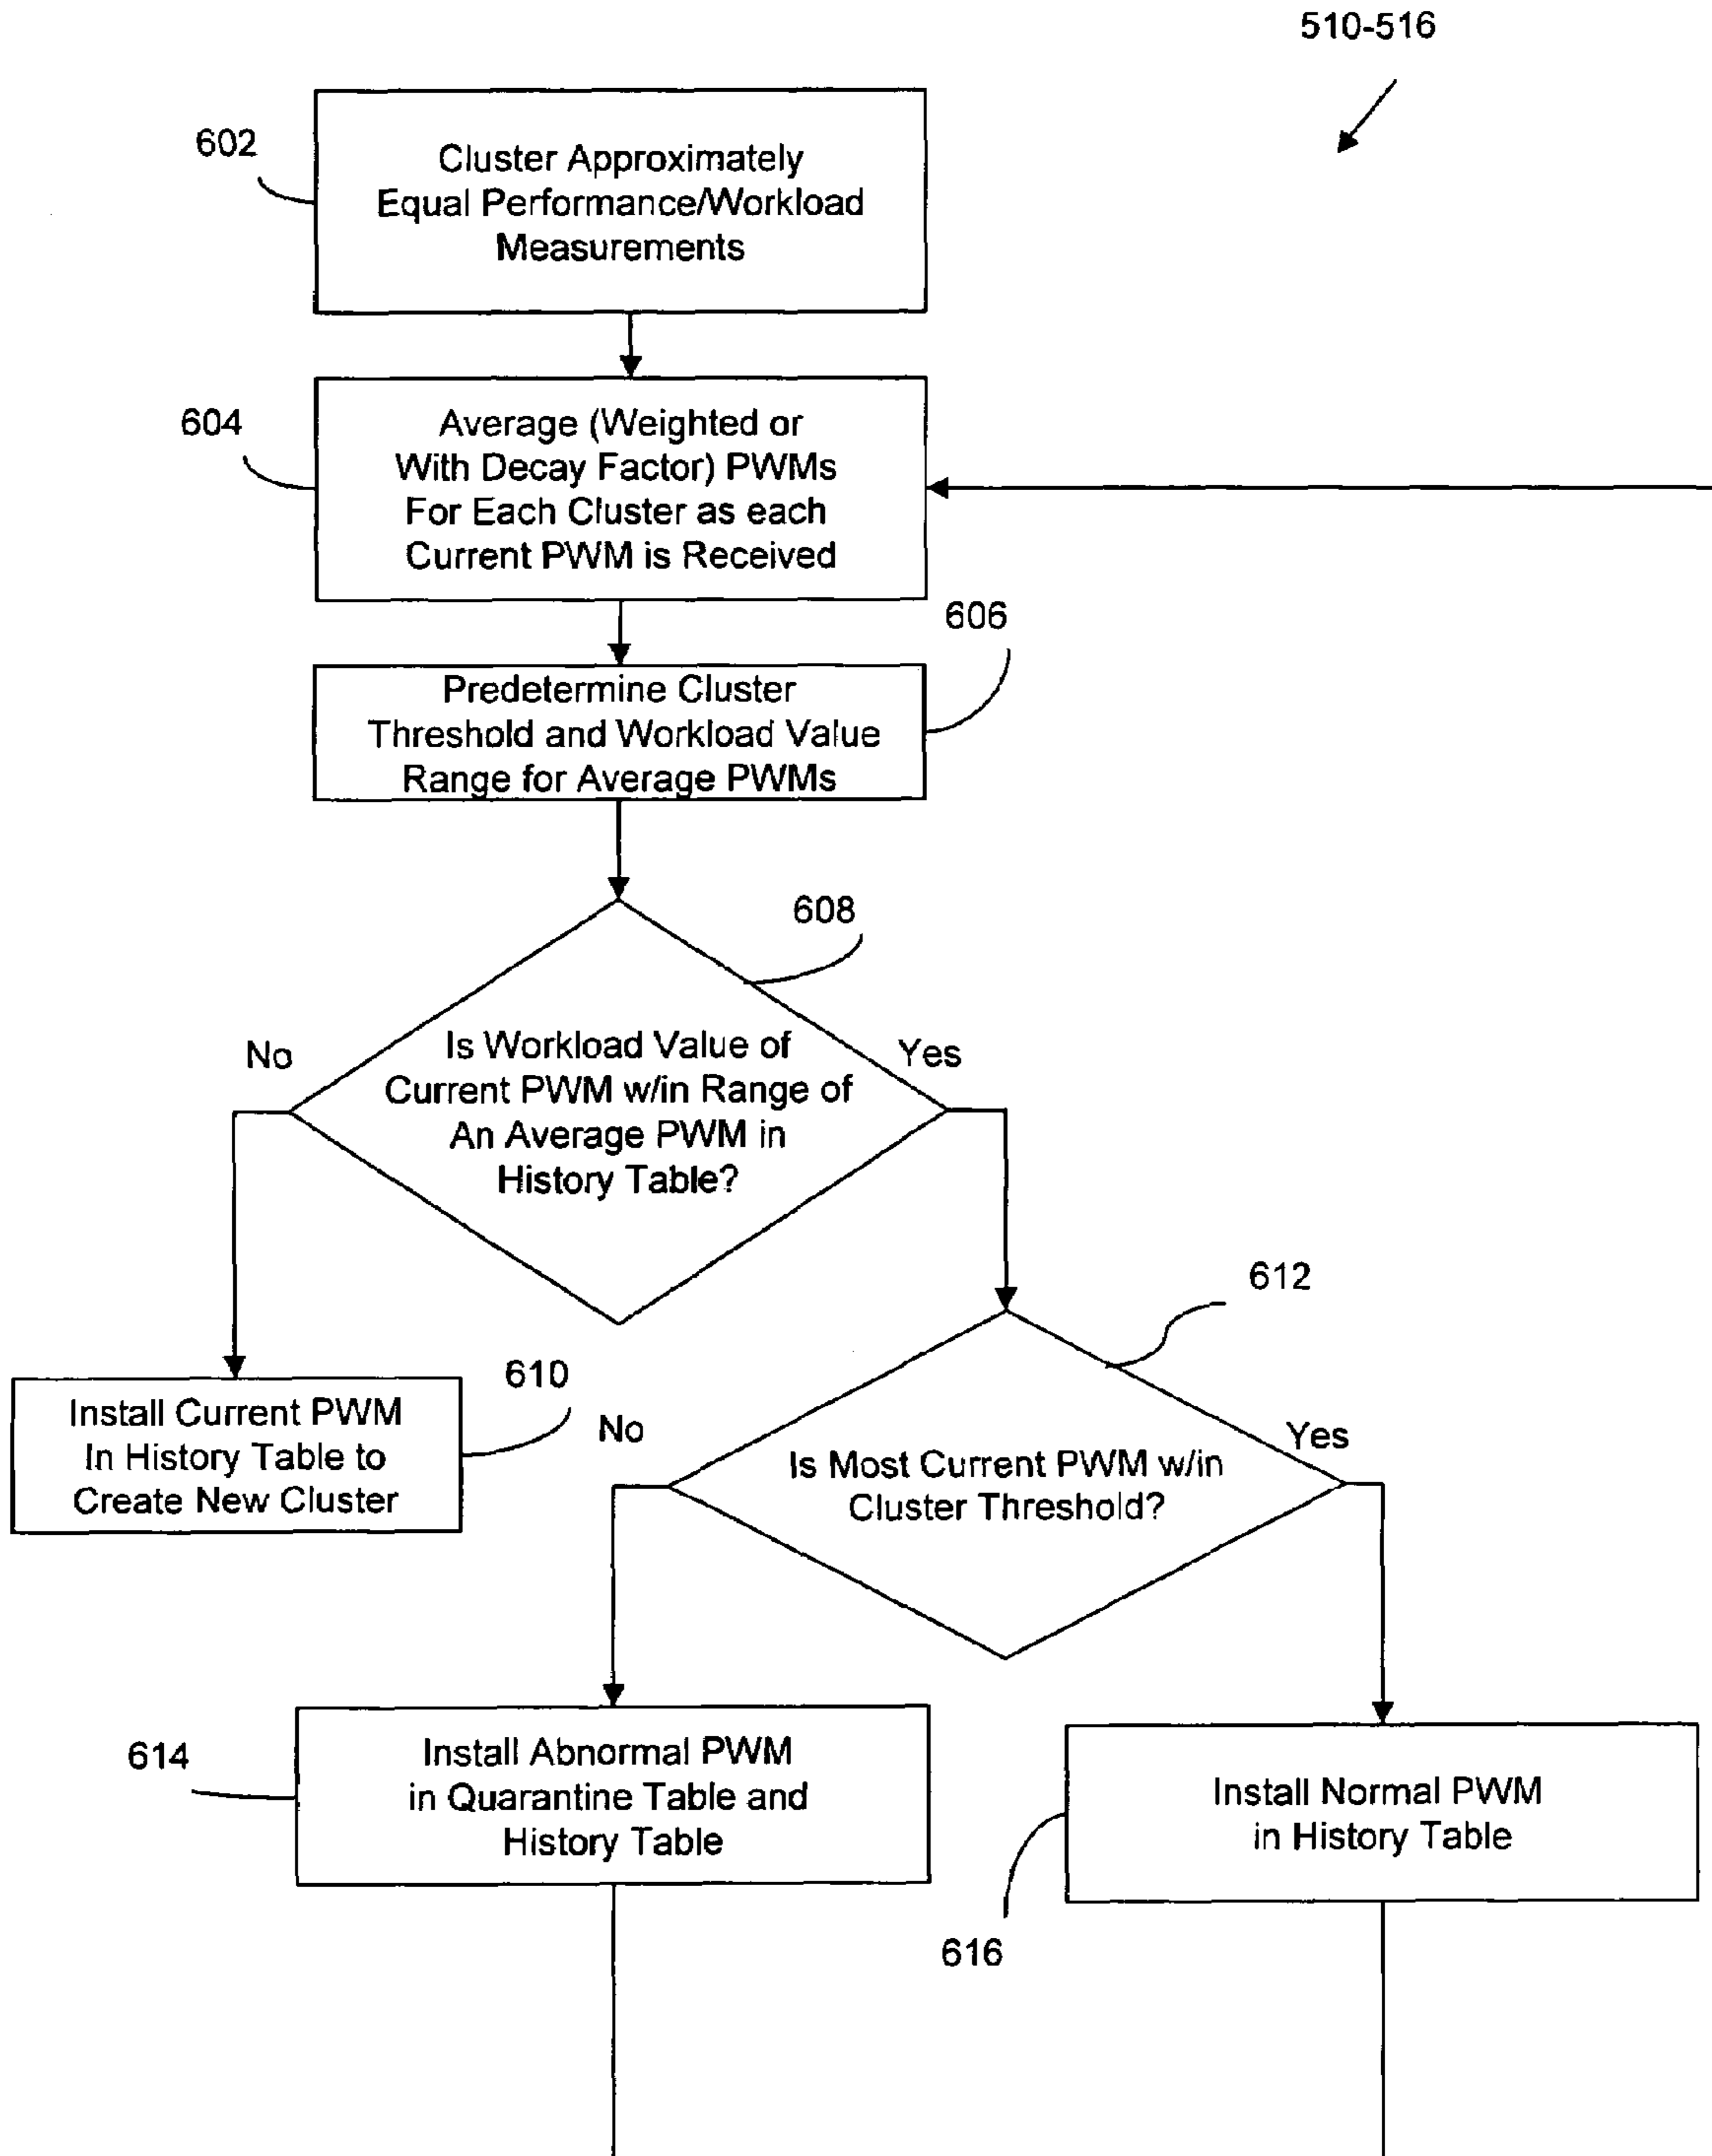 510-516
602
Cluster Approximately
Equal Performance/Workload
Measurements
604
Average (Weighted or
With Decay Factor) PWMs
For Each Cluster as each
Current PWM is Received
606
Predetermine Cluster
Threshold and Workload Value
Range for Average PWMs
608
No
Yes
Is Workload Value of
Current PWM w/in Range of
An Average PWM in
History Table?
612
610
Install Current PWM
In History Table to
Create New Cluster
No
Yes
Is Most Current PWM w/in
Cluster Threshold?
614
Install Abnormal PWM
in Quarantine Table and
History Table
Install Normal PWM
in History Table
616